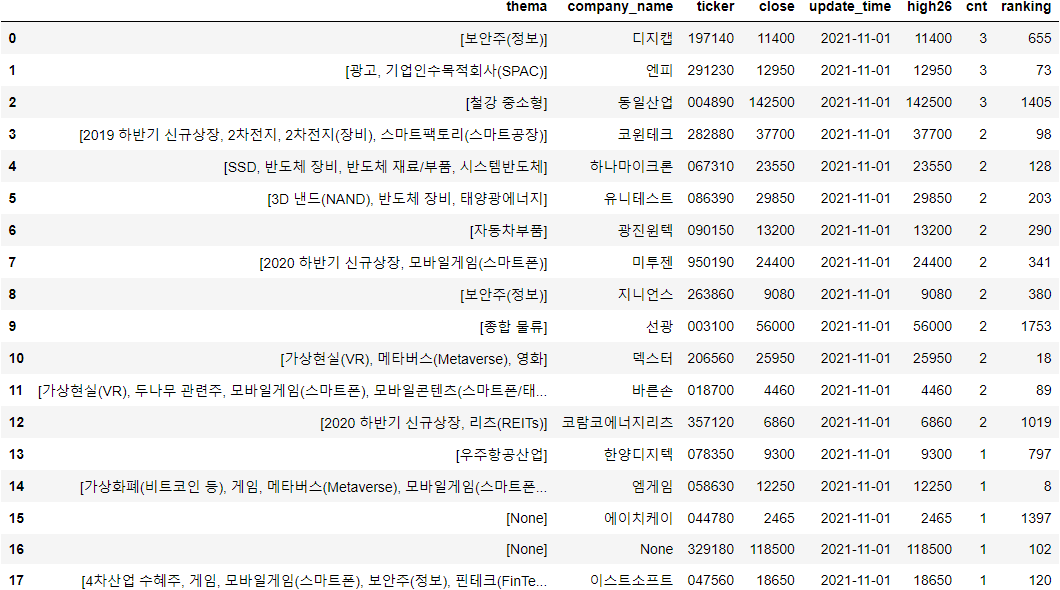 thema company_name ticker close update_time high26 cnt ranking
0 [보안주(정보)] 디지캡 197140 11400 2021-11-01 11400 3 655
1 [광고, 기업인수목적회사(SPAC)] 엔피 291230 12950 2021-11-01 12950 3 73
2 [철강 중소형] 동일산업 004890 142500 2021-11-01 142500 3 1405
3 [2019 하반기 신규상장, 2차전지, 2차전지(장비), 스마트팩토리(스마트공장)] 코윈테크 282880 37700 2021-11-01 37700 2 98
4 [SSD, 반도체 장비, 반도체 재료/부품, 시스템반도체] 하나마이크론 067310 23550 2021-11-01 23550 2 128
5 [3D 낸드(NAND), 반도체 장비, 태양광에너지] 유니테스트 086390 29850 2021-11-01 29850 2 203
6 [자동차부품] 광진윈텍 090150 13200 2021-11-01 13200 2 290
7 [2020 하반기 신규상장, 모바일게임(스마트폰)] 미투젠 950190 24400 2021-11-01 24400 2 341
8 [보안주(정보)] 지니언스 263860 9080 2021-11-01 9080 2 380
9 [종합 물류] 선광 003100 56000 2021-11-01 56000 2 1753
10 [가상현실(VR), 메타버스(Metaverse), 영화] 덱스터 206560 25950 2021-11-01 25950 2 18
11 [가상현실(VR), 두나무 관련주, 모바일게임(스마트폰), 모바일콘텐츠(스마트폰/태... 바른손 018700 4460 2021-11-01 4460 2 89
12 [2020 하반기 신규상장, 리츠(REITs)] 코람코에너지리츠 357120 6860 2021-11-01 6860 2 1019
13 [우주항공산업] 한양디지텍 078350 9300 2021-11-01 9300 1 797
14 [가상화폐(비트코인 등), 게임, 메타버스(Metaverse), 모바일게임(스마트폰... 엠게임 058630 12250 2021-11-01 12250 1 8
15 [None] 에이치케이 044780 2465 2021-11-01 2465 1 1397
16 [None] None 329180 118500 2021-11-01 118500 1 102
17 [4차산업 수혜주, 게임, 모바일게임(스마트폰), 보안주(정보), 핀테크(FinTe... 이스트소프트 047560 18650 2021-11-01 18650 1 120